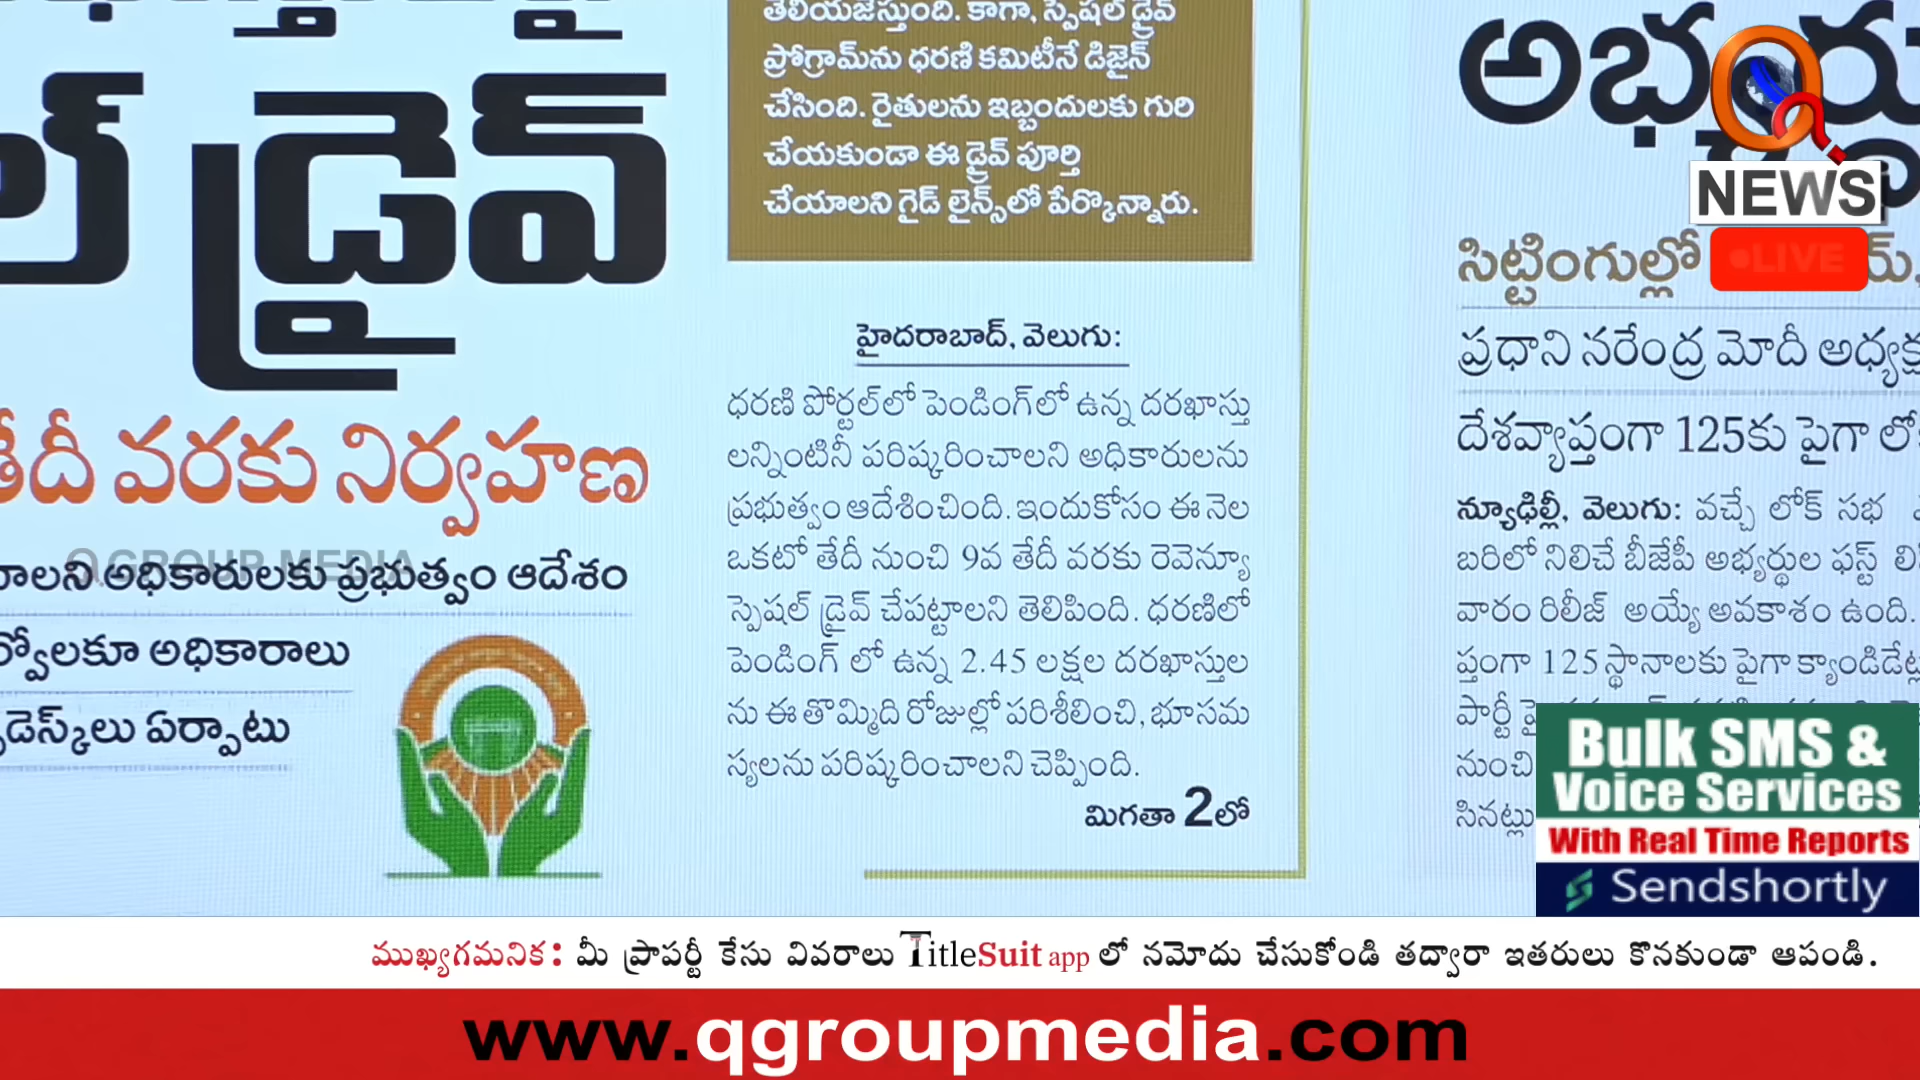 ల్ డ్రైవ్
తేదీ వరకు నిర్వహణ
Q GROUP MEDIA
అధికారులకు ప్రభుత్వం ఆదేశం
అధికారాలు
ఏర్పాటు
తెలియజేస్తుంది. కాగా, స్పెషల్ డ్రైవ్
ప్రోగ్రామ్‌ను ధరణి కమిటీనే డిజైన్
చేసింది. రైతులను ఇబ్బందులకు గురి
చేయకుండా ఈ డ్రైవ్ పూర్తి
చేయాలని గైడ్ లైన్స్‌లో పేర్కొన్నారు.
హైదరాబాద్, వెలుగు:
ధరణి పోర్టల్‌లో పెండింగ్‌లో ఉన్న దరఖాస్తు
లన్నింటినీ పరిష్కరించాలని అధికారులను
ప్రభుత్వం ఆదేశించింది. ఇందుకోసం ఈ నెల
ఒకటో తేదీ నుంచి 9వ తేదీ వరకు రెవెన్యూ
స్పెషల్ డ్రైవ్ చేపట్టాలని తెలిపింది. ధరణిలో
పెండింగ్ లో ఉన్న 2.45 లక్షల దరఖాస్తుల
ను ఈ తొమ్మిది రోజుల్లో పరిశీలించి, భూసమ
స్యలను పరిష్కరించాలని చెప్పింది.
మిగతా 2లో
సిట్టింగుల్లో
ప్రధాని నరేంద్ర మోదీ అధ్యక్ష
దేశవ్యాప్తంగా 125కు పైగా లో
న్యూఢిల్లీ, వెలుగు: వచ్చే లోక్ సభ
బరిలో నిలిచే బీజేపీ అభ్యర్థుల ఫస్ట్ లి
వారం రిలీజ్ అయ్యే అవకాశం ఉంది.
ప్తంగా 125 స్థానాలకు పైగా క్యాండిడేట్ల
పార్టీ
నుంచి
సినట్లు
NEWS
LIVE
Bulk SMS &
Voice Services
With Real Time Reports
Sendshortly
ముఖ్యగమనిక: మీ ప్రాపర్టీ కేసు వివరాలు TitleSuit app లో నమోదు చేసుకోండి తద్వారా ఇతరులు కొనకుండా ఆపండి.
www.qgroupmedia.com